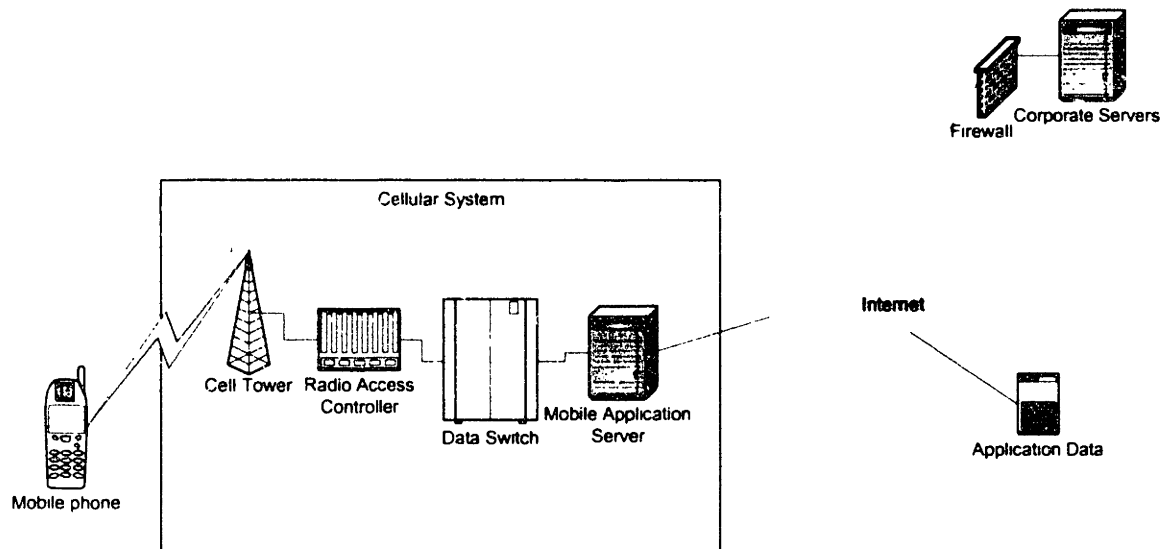 Firewall
Corporate Servers
Cellular System
Internet
Cell Tower
Radio Access
Controller
Data Switch
Mobile Application
Server
Application Data
Mobile phone